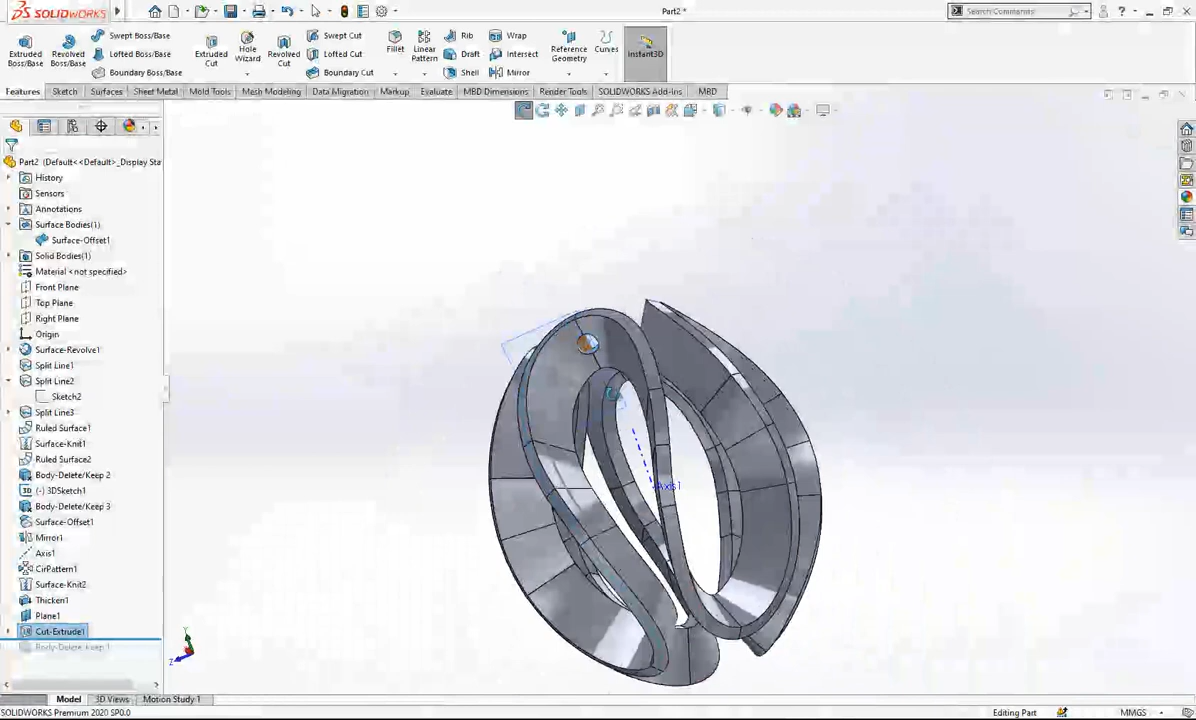 SOLIDWORKS
Part2 *
Search Commands
Extruded Boss/Base
Revolved Boss/Base
Swept Boss/Base
Lofted Boss/Base
Boundary Boss/Base
Extruded Cut
Hole Wizard
Revolved Cut
Swept Cut
Lofted Cut
Boundary Cut
Fillet
Linear Pattern
Rib
Draft
Shell
Wrap
Intersect
Mirror
Reference Geometry
Curves
Instant3D
Features Sketch Surfaces Sheet Metal Mold Tools Mesh Modeling Data Migration Markup Evaluate MBD Dimensions Render Tools SOLIDWORKS Add-Ins MBD
Part2 (Default<<Default>_Display Sta
History
Sensors
Annotations
Surface Bodies(1)
Surface-Offset1
Solid Bodies(1)
Material <not specified>
Front Plane
Top Plane
Right Plane
Origin
Surface-Revolve1
Split Line1
Split Line2
Sketch2
Split Line3
Ruled Surface1
Surface-Knit1
Ruled Surface2
Body-Delete/Keep 2
(-) 3DSketch1
Body-Delete/Keep 3
Surface-Offset1
Mirror1
Axis1
CirPattern1
Surface-Knit2
Thicken1
Plane1
Cut-Extrude1
Body-Delete/Keep 1
Axis1
Y
Z
Model 3D Views Motion Study 1
SOLIDWORKS Premium 2020 SP0.0
Editing Part
MMGS